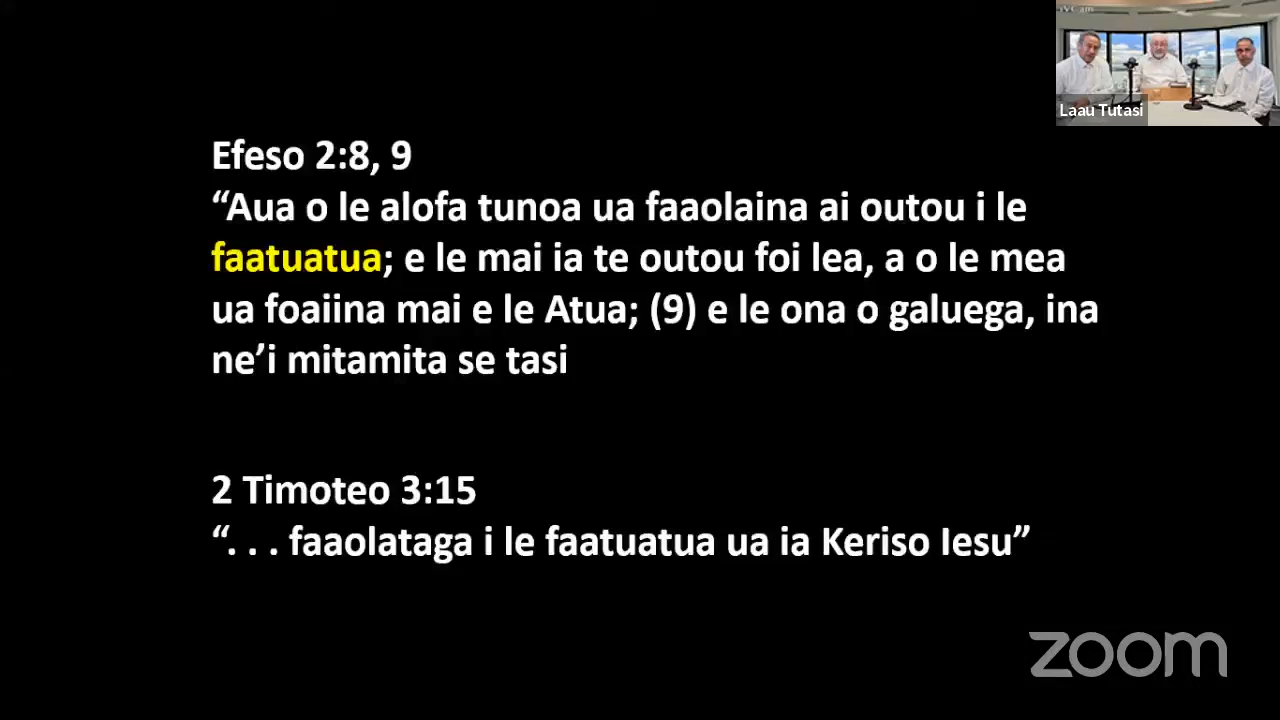 Laau Tutasi
Efeso 2:8, 9
“Aua o le alofa tunoa ua faaolaina ai outou i le
faatuatua; e le mai ia te outou foi lea, a o le mea
ua foaiina mai e le Atua; (9) e le ona o galuega, ina
ne’i mitamita se tasi
2 Timoteo 3:15
“. . . faaolataga i le faatuatua ua ia Keriso Iesu”
zoom